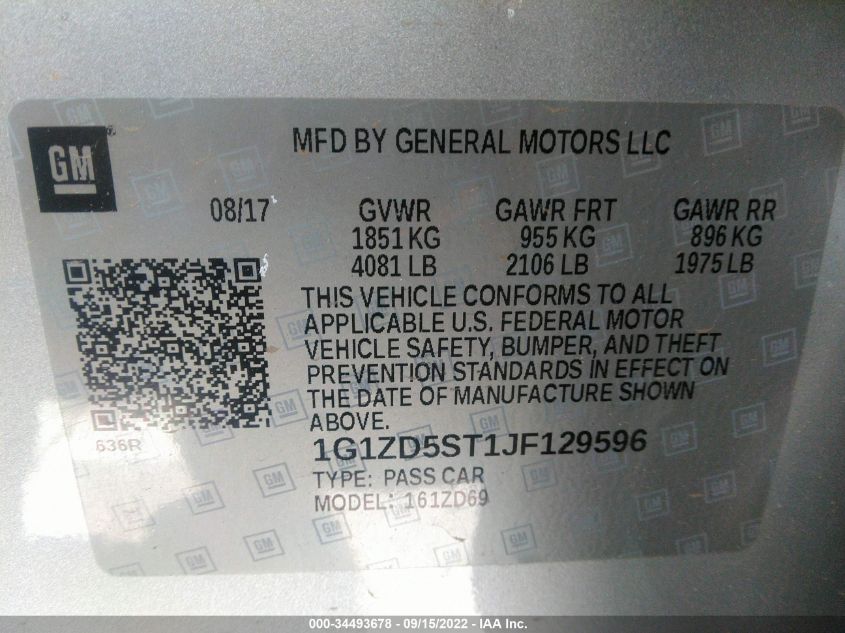 GM
MFD BY GENERAL MOTORS LLC
08/17 GVWR GAWR FRT GAWR RR
1851 KG 955 KG 896 KG
4081 LB 2106 LB 1975 LB
THIS VEHICLE CONFORMS TO ALL
APPLICABLE U.S. FEDERAL MOTOR
VEHICLE SAFETY, BUMPER, AND THEFT
PREVENTION STANDARDS IN EFFECT ON
THE DATE OF MANUFACTURE SHOWN
ABOVE.
636R
1G1ZD5ST1JF129596
TYPE: PASS CAR
MODEL: 161ZD69
000-34493678 - 09/15/2022 - IAA Inc.